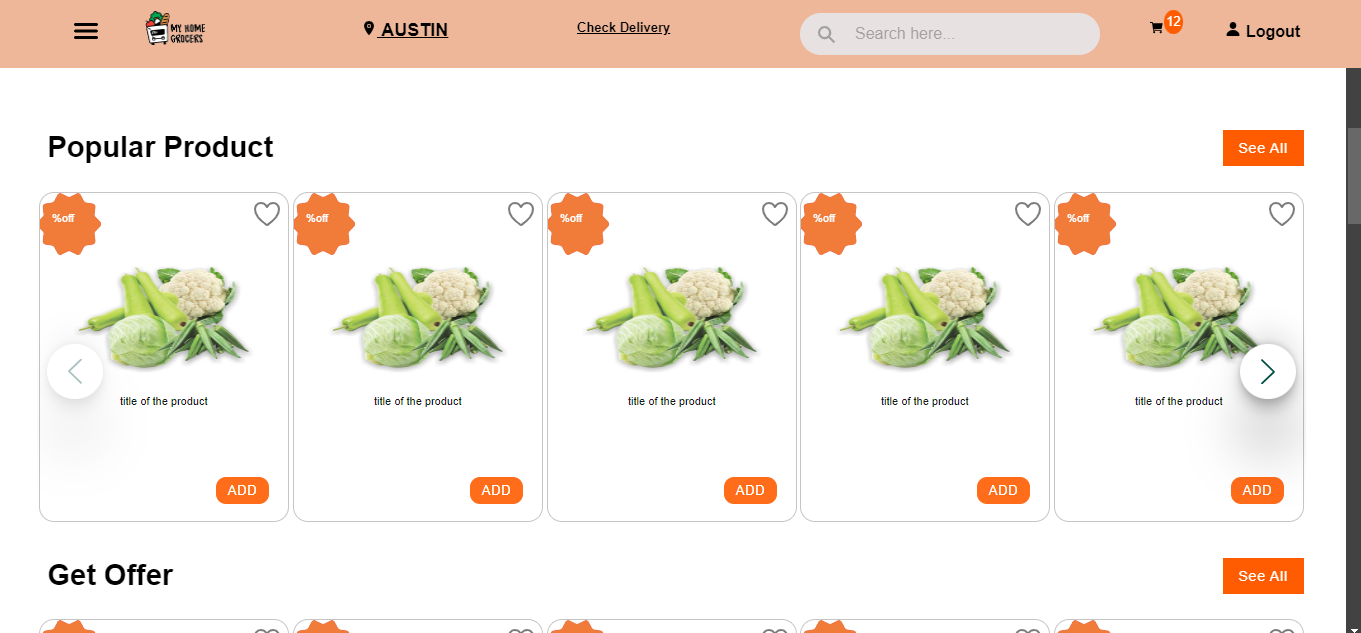 MY HOME
GROCERS
AUSTIN
Check Delivery
Search here...
12
Logout
Popular Product
See All
%off
%off
%off
%off
%off
title of the product
title of the product
title of the product
title of the product
title of the product
ADD
ADD
ADD
ADD
ADD
Get Offer
See All